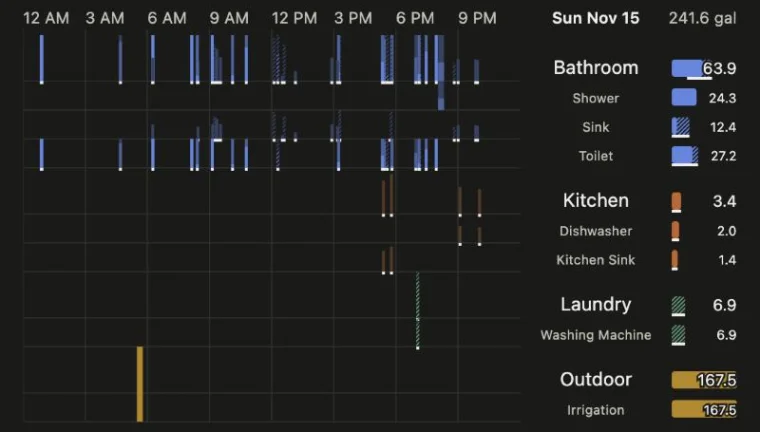 12 AM 3 AM 6 AM 9 AM 12 PM 3 PM 6 PM 9 PM Sun Nov 15 241.6 gal
Bathroom 63.9
Shower 24.3
Sink 12.4
Toilet 27.2
Kitchen 3.4
Dishwasher 2.0
Kitchen Sink 1.4
Laundry 6.9
Washing Machine 6.9
Outdoor 167.5
Irrigation 167.5